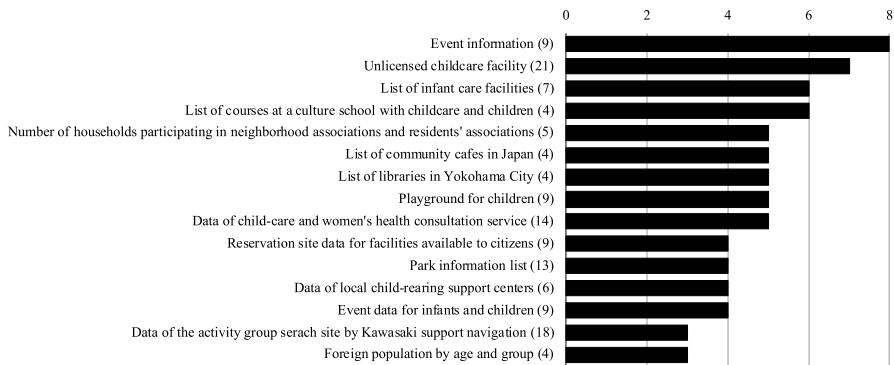 0 2 4 6 8
Event information (9)
Unlicensed childcare facility (21)
List of infant care facilities (7)
List of courses at a culture school with childcare and children (4)
Number of households participating in neighborhood associations and residents' associations (5)
List of community cafes in Japan (4)
List of libraries in Yokohama City (4)
Playground for children (9)
Data of child-care and women's health consultation service (14)
Reservation site data for facilities available to citizens (9)
Park information list (13)
Data of local child-rearing support centers (6)
Event data for infants and children (9)
Data of the activity group serach site by Kawasaki support navigation (18)
Foreign population by age and group (4)